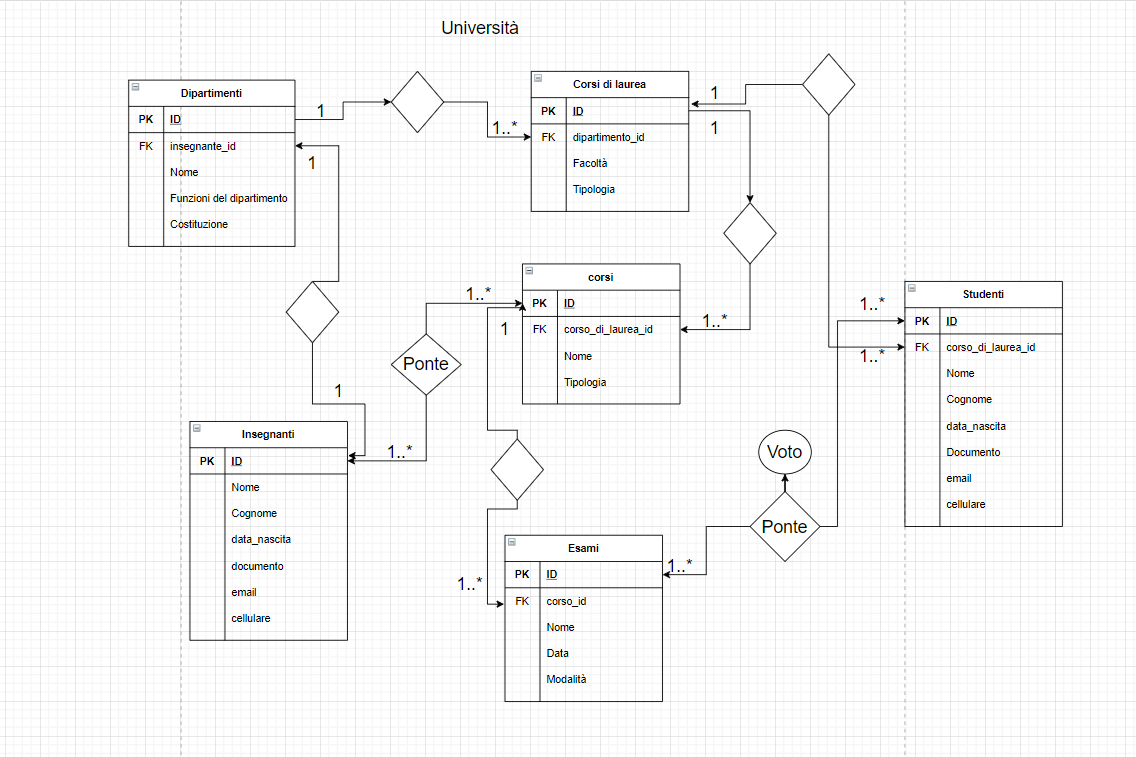 Università
Dipartimenti
PK ID
FK insegnante_id
Nome
Funzioni del dipartimento
Costituzione
1
1..*
1
1
Corsi di laurea
PK ID
FK dipartimento_id
Facoltà
Tipologia
1
1
1..*
corsi
PK ID
FK corso_di_laurea_id
Nome
Tipologia
1..*
1
Ponte
1..*
Insegnanti
PK ID
Nome
Cognome
data_nascita
documento
email
cellulare
1..*
Esami
PK ID
FK corso_id
Nome
Data
Modalità
1..*
Voto
Ponte
1..*
1..*
Studenti
PK ID
FK corso_di_laurea_id
Nome
Cognome
data_nascita
Documento
email
cellulare